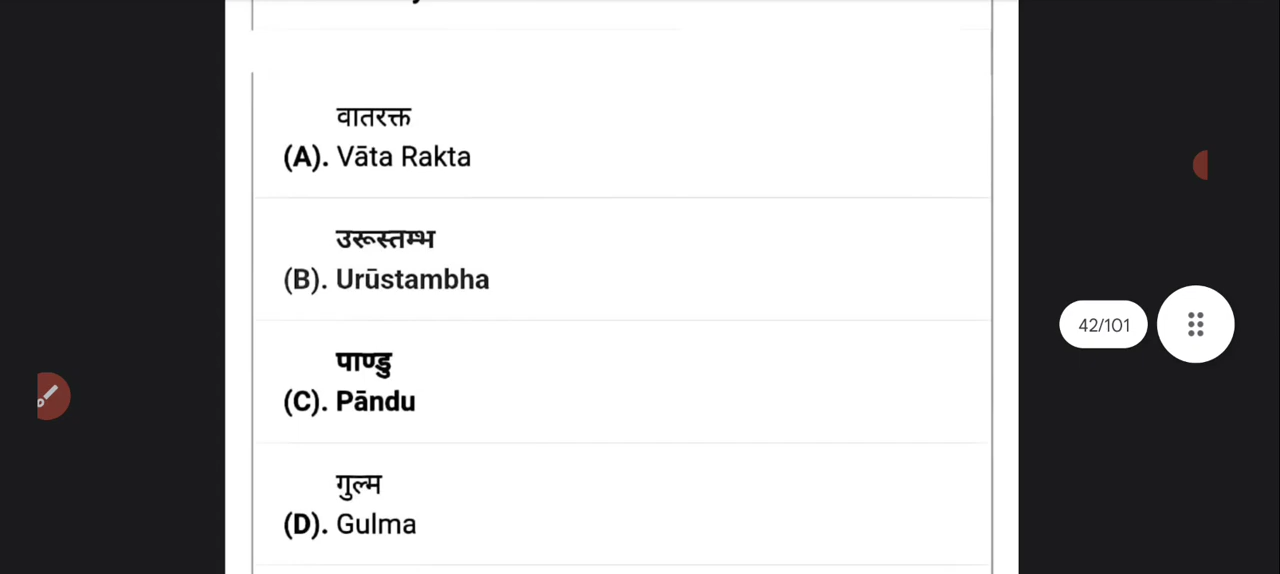 वातरक्त
(A). Vāta Rakta
उरूस्तम्भ
(B). Urūstambha
पाण्डु
(C). Pāndu
गुल्म
(D). Gulma
42/101